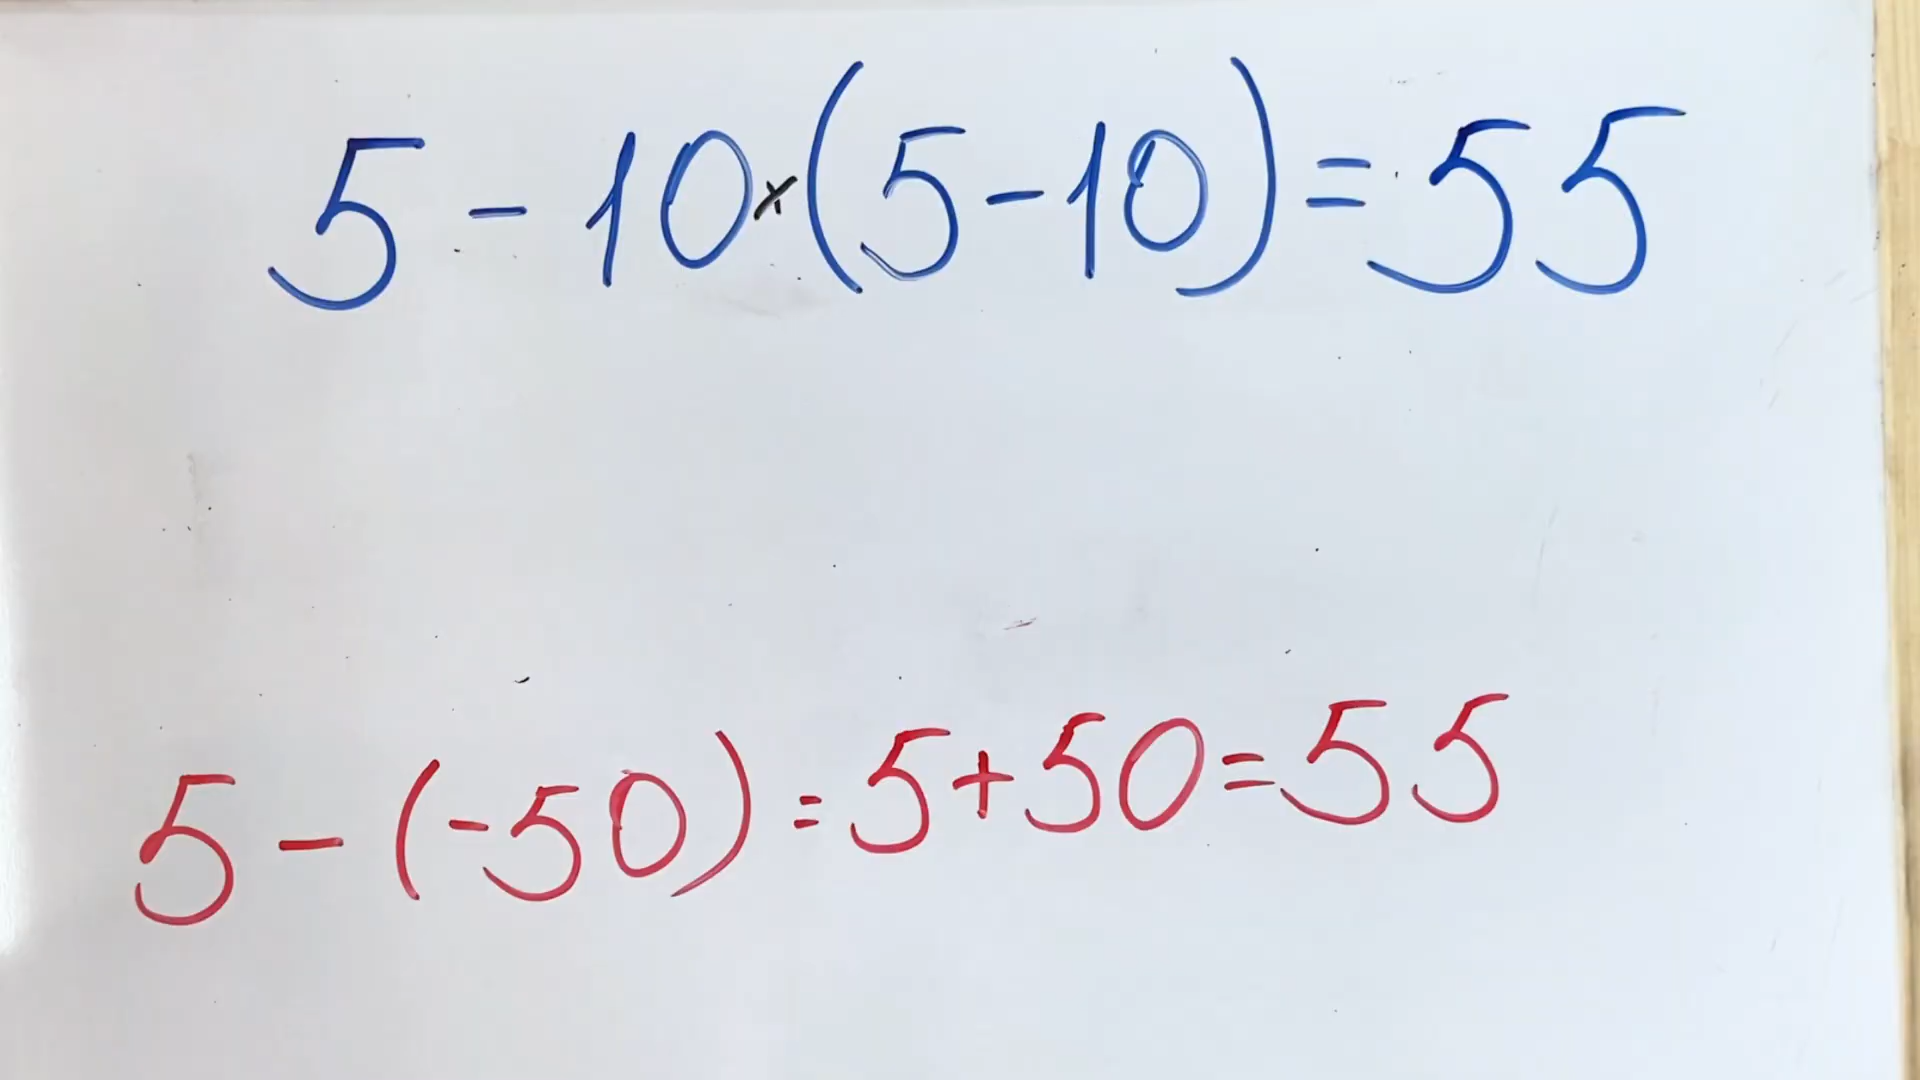 5 - 10 × (5 - 10) = 55
5 - (-50) = 5 + 50 = 55